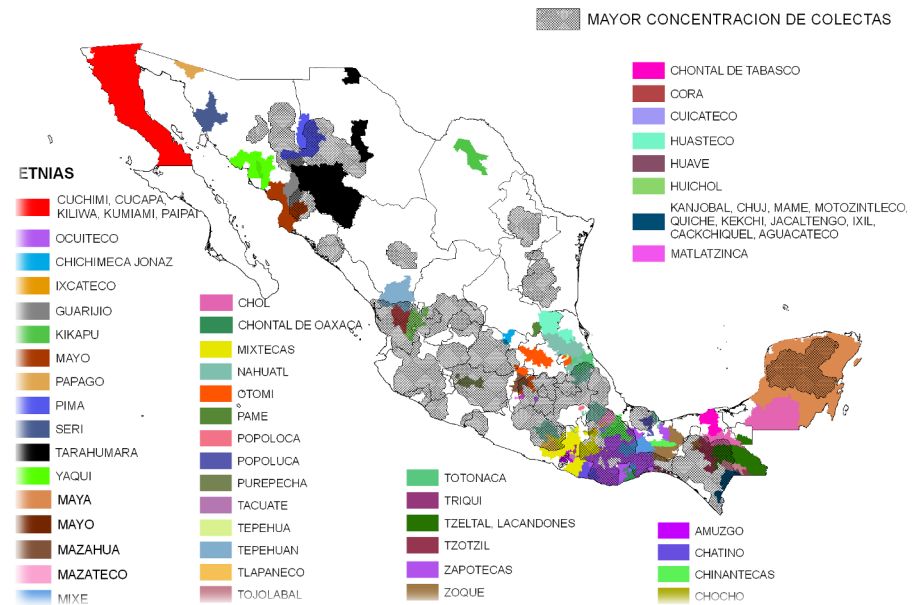 MAYOR CONCENTRACION DE COLECTAS
ETNIAS
CUCHIMI, CUCAPA,
KILIWA, KUMIAMI, PAIPAI
OCUITECO
CHICHIMECA JONAZ
IXCATECO
GUARIJIO
KIKAPU
MAYO
PAPAGO
PIMA
SERI
TARAHUMARA
YAQUI
MAYA
MAYO
MAZAHUA
MAZATECO
MIXE
CHOL
CHONTAL DE OAXACA
MIXTECAS
NAHUATL
OTOMI
PAME
POPOLOCA
POPOLUCA
PUREPECHA
TACUATE
TEPEHUA
TEPEHUAN
TLAPANECO
TOJOLABAL
TOTONACA
TRIQUI
TZELTAL, LACANDONES
TZOTZIL
ZAPOTECAS
ZOQUE
AMUZGO
CHATINO
CHINANTECAS
CHOCHO
CHONTAL DE TABASCO
CORA
CUICATECO
HUASTECO
HUAVE
HUICHOL
KANJOBAL, CHUJ, MAME, MOTOZINTLECO,
QUICHE, KEKCHI, JACALTENGO, IXIL,
CACKCHIQUEL, AGUACATECO
MATLATZINCA